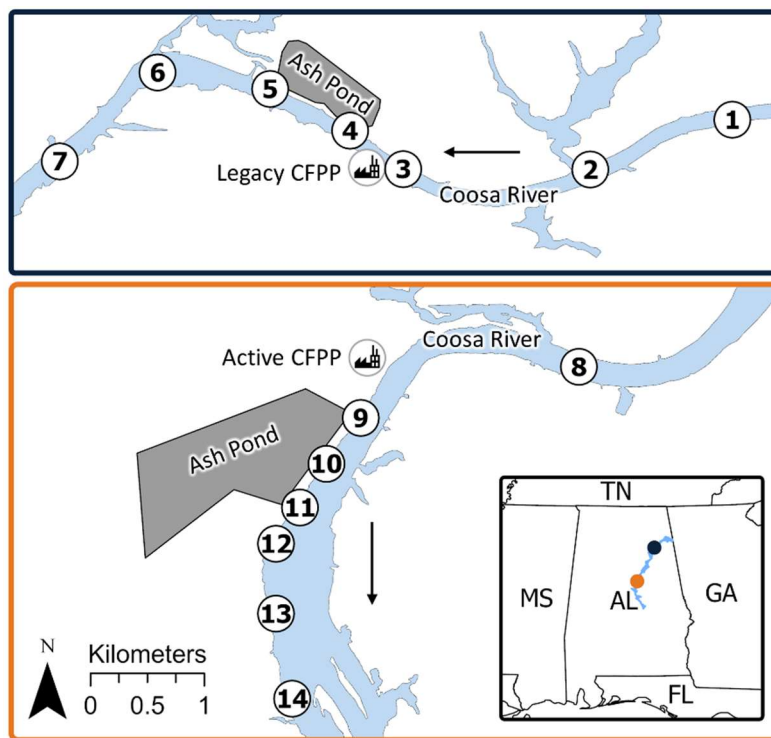 1
2
3
4
5
6
7
Ash Pond
Legacy CFPP
Coosa River
Active CFPP
Coosa River
8
9
Ash Pond
10
11
12
13
14
N
Kilometers
0 0.5 1
TN
MS
AL
GA
FL